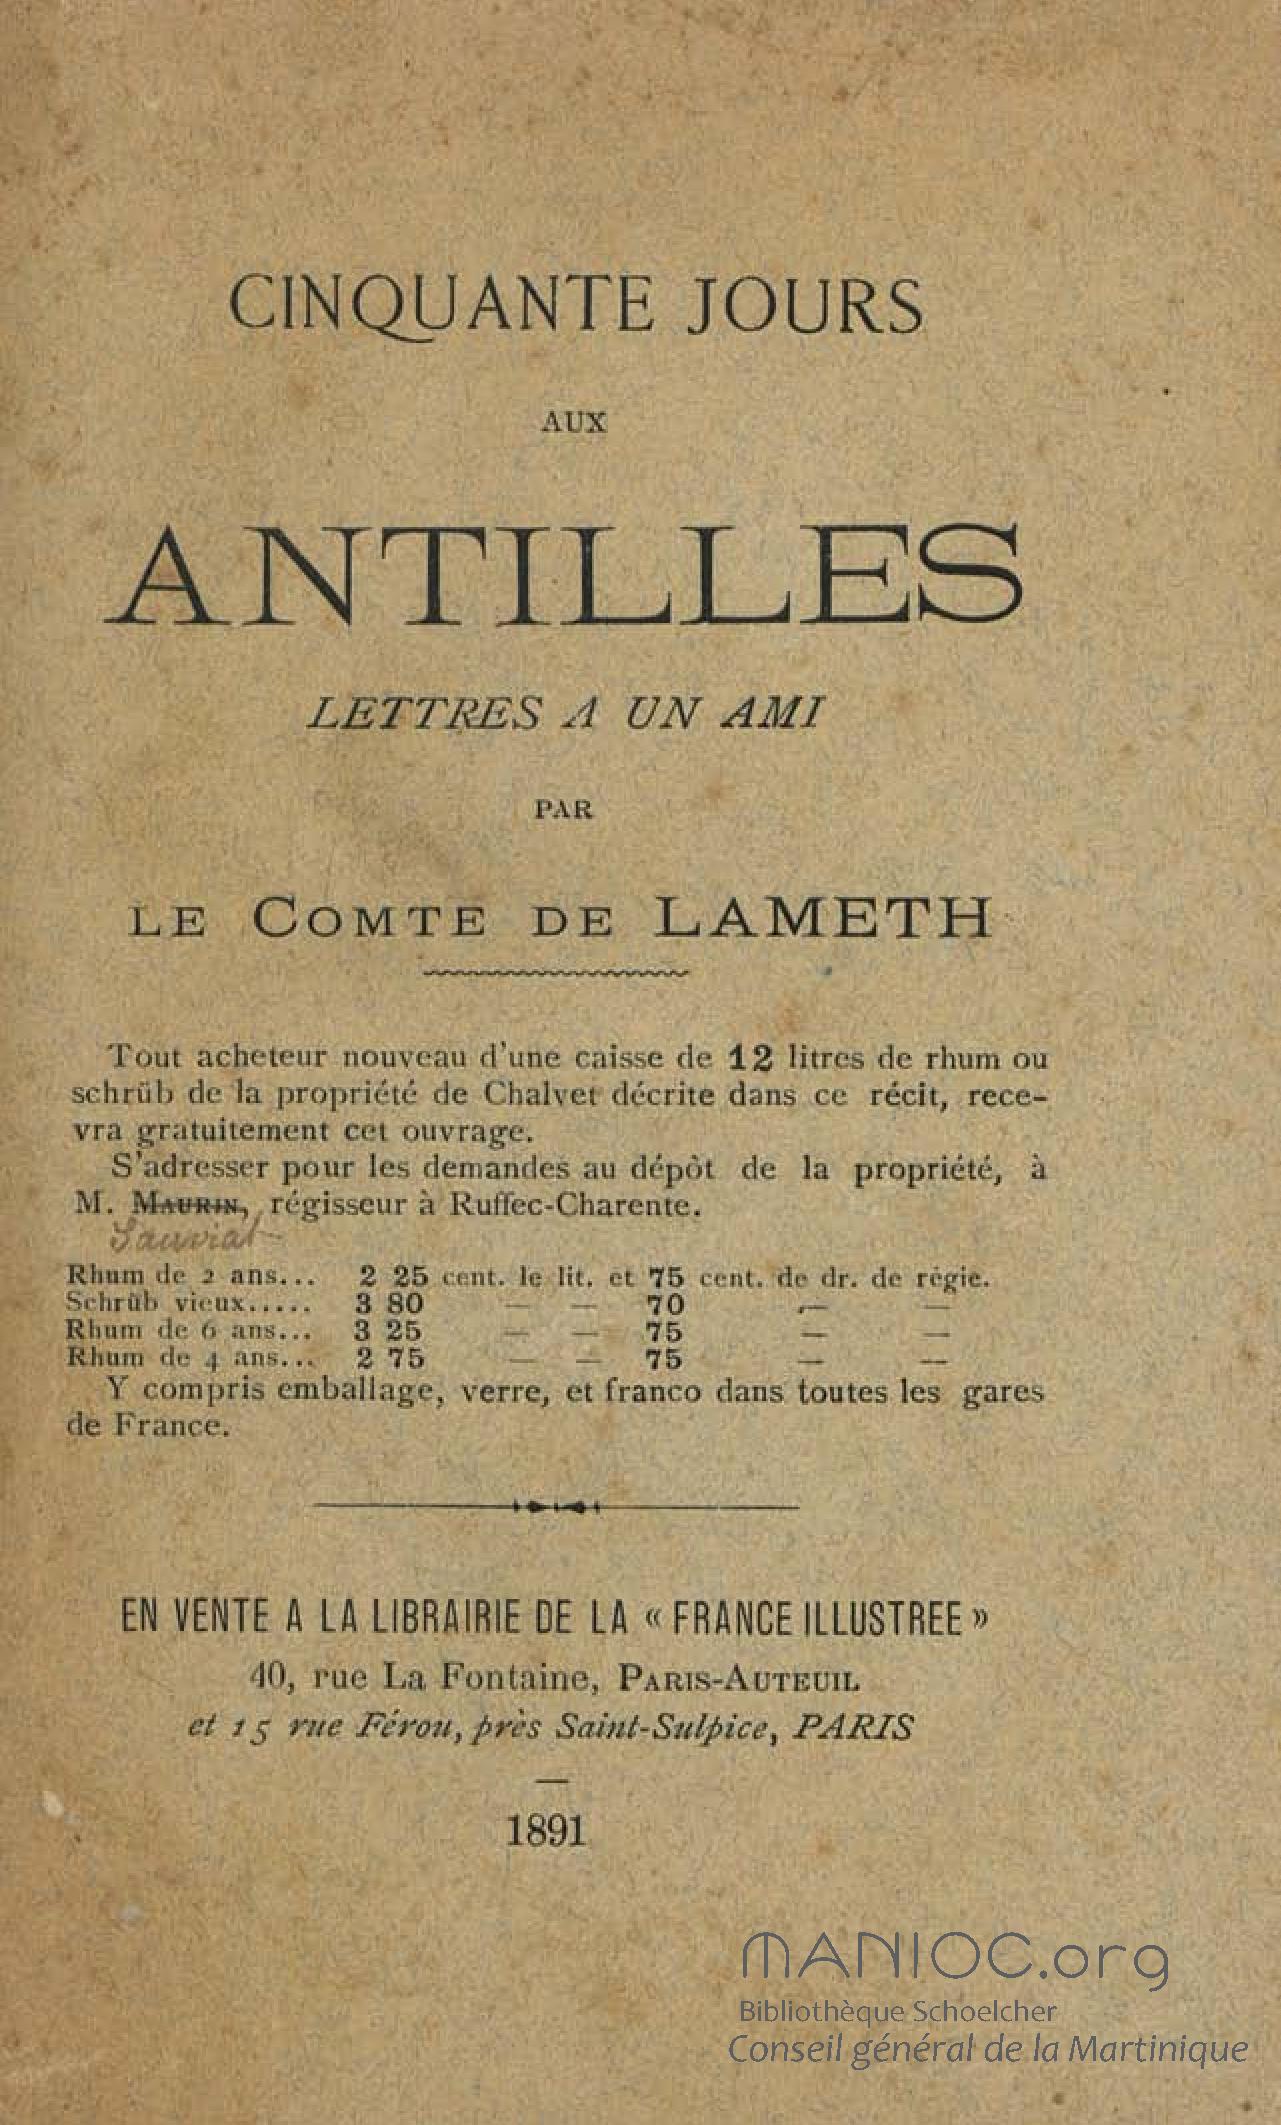 CINQUANTE JOURS
AUX
ANTILLES
LETTRES A UN AMI
PAR
LE COMTE DE LAMETH
Tout acheteur nouveau d'une caisse de 12 litres de rhum ou
schrüb de la propriété de Chalvet décrite dans ce récit, rece-
vra gratuitement cet ouvrage.
S'adresser pour les demandes au dépôt de la propriété, à
M. MAURIN, régisseur à Ruffec-Charente.
Sauviat
Rhum de 2 ans... 2 25 cent. le lit. et 75 cent. de dr. de régie.
Schrüb vieux..... 3 80 — — 70 — —
Rhum de 6 ans... 3 25 — — 75 — —
Rhum de 4 ans... 2 75 — — 75 — —
Y compris emballage, verre, et franco dans toutes les gares
de France.
EN VENTE A LA LIBRAIRIE DE LA « FRANCE ILLUSTREE »
40, rue La Fontaine, PARIS-AUTEUIL
et 15 rue Férou, près Saint-Sulpice, PARIS
1891
MANIOC.org
Bibliothèque Schoelcher
Conseil général de la Martinique